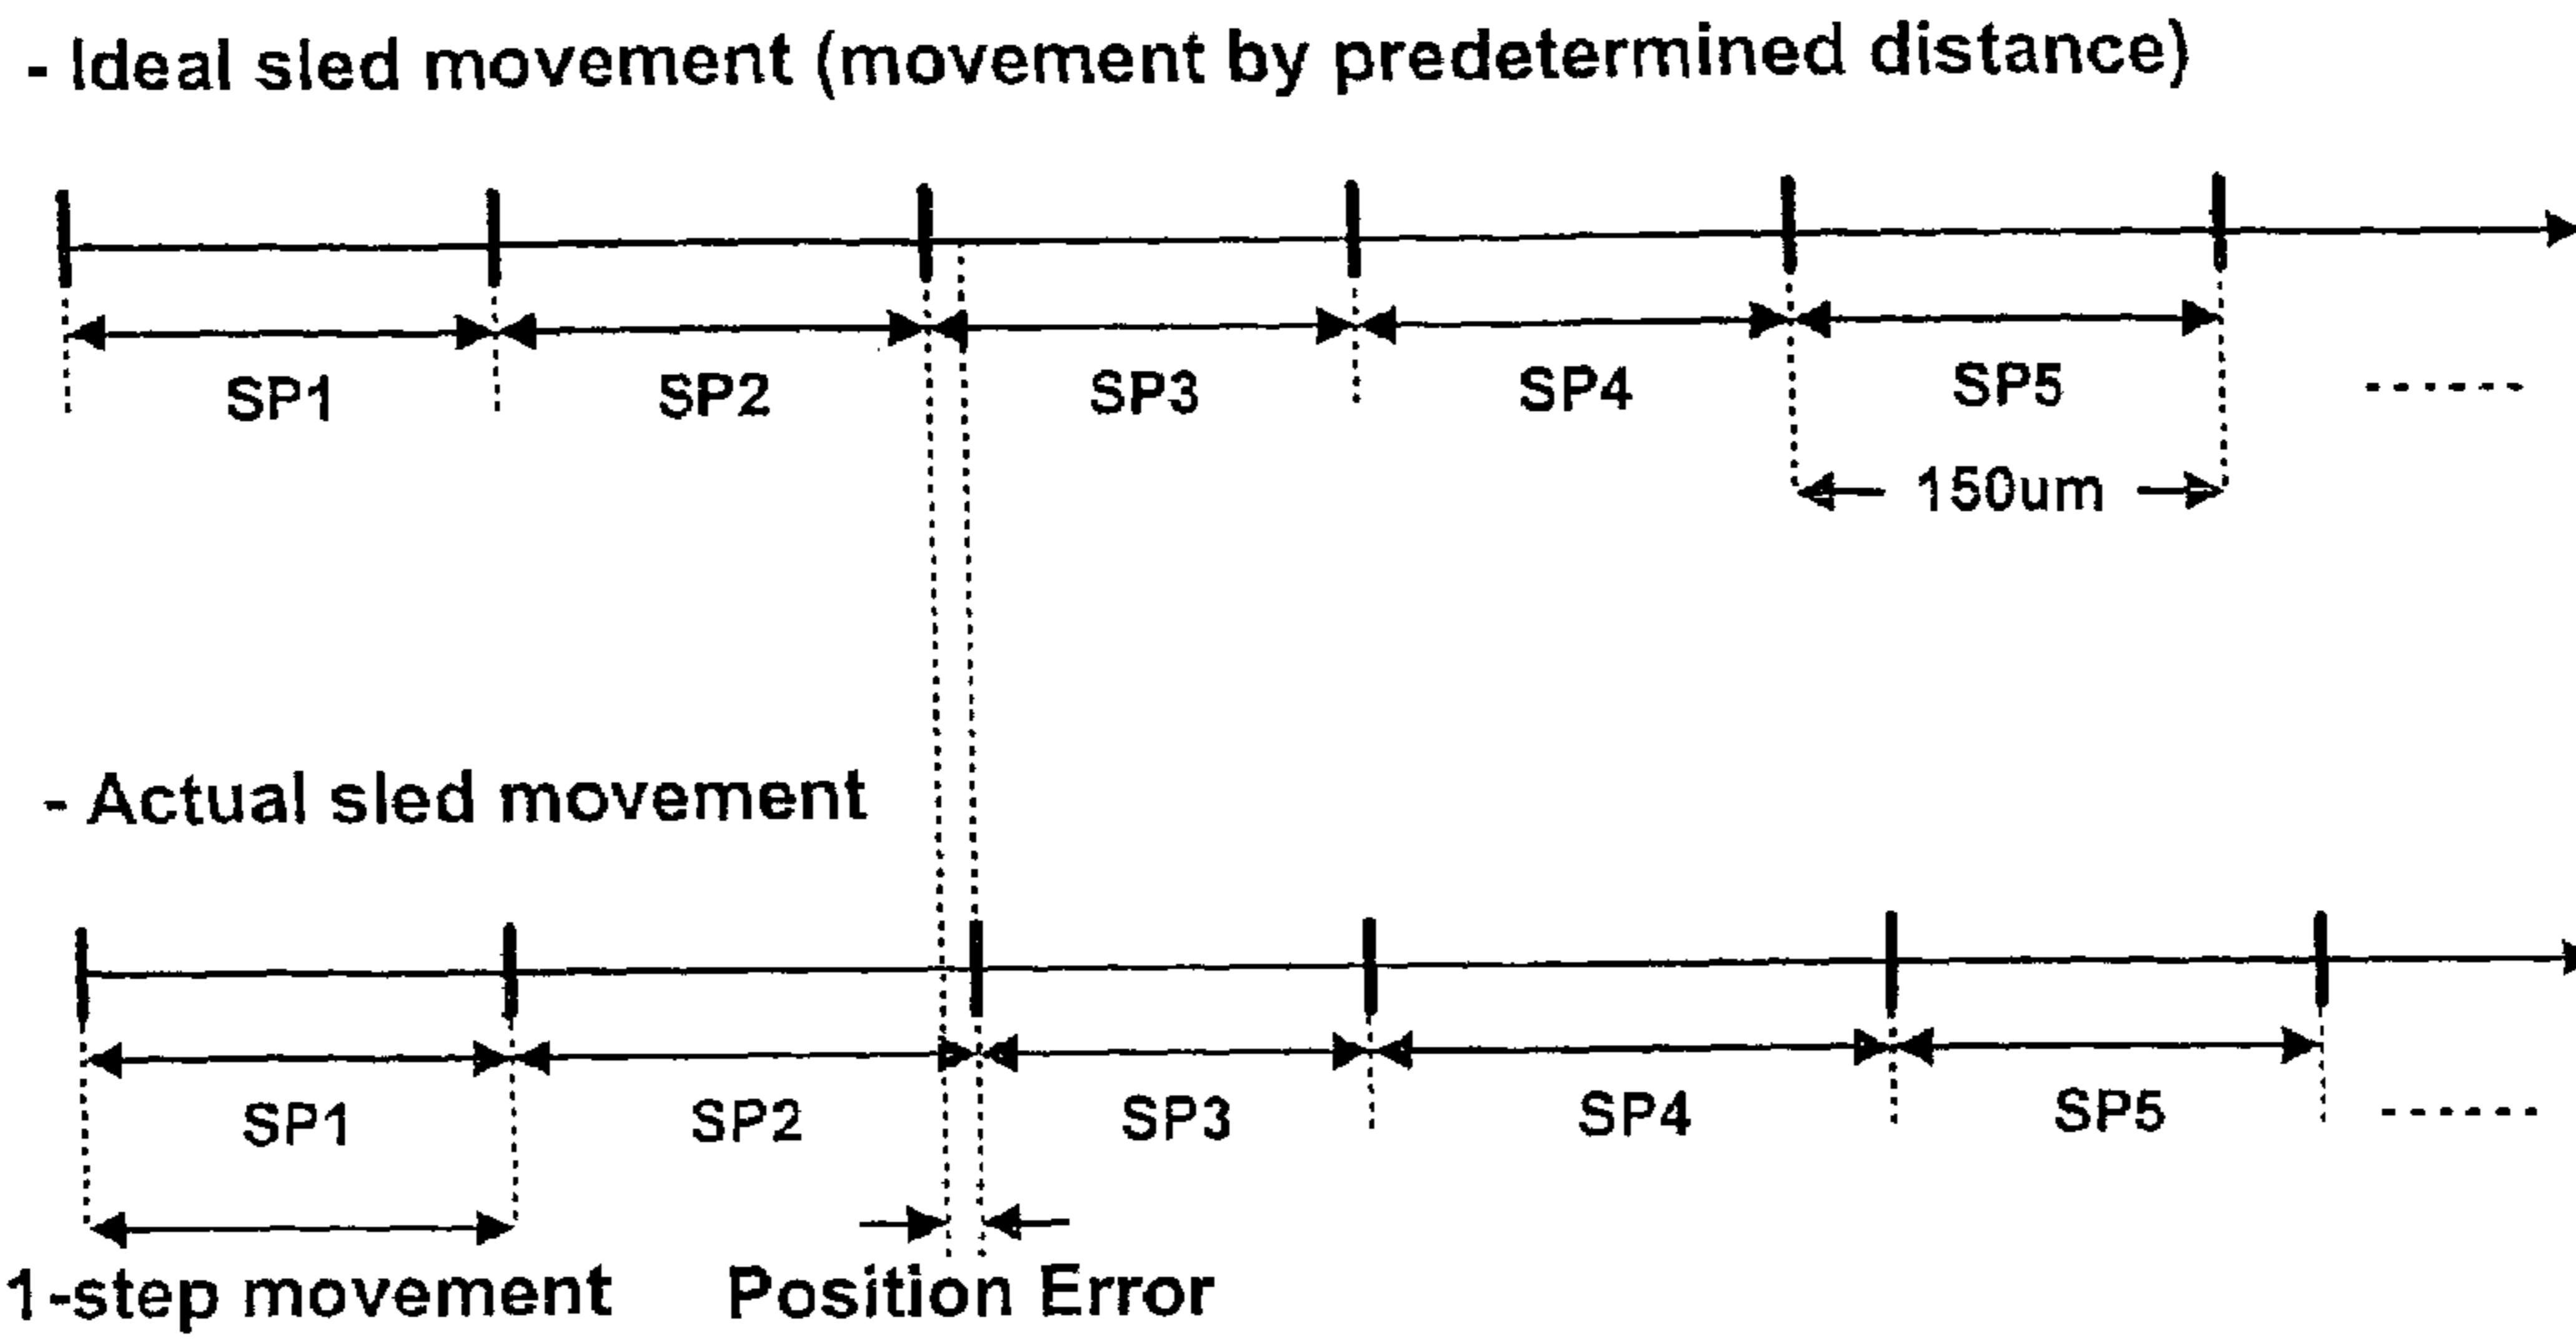 - Ideal sled movement (movement by predetermined distance)
SP1 SP2 SP3 SP4 SP5 ------
150um
- Actual sled movement
SP1 SP2 SP3 SP4 SP5 ------
1-step movement Position Error